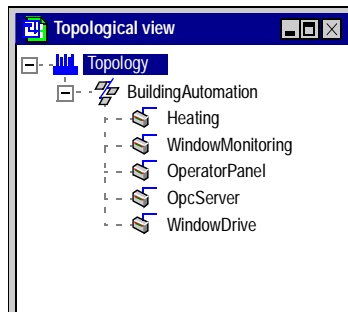 Topological view
Topology
BuildingAutomation
Heating
WindowMonitoring
OperatorPanel
OpcServer
WindowDrive